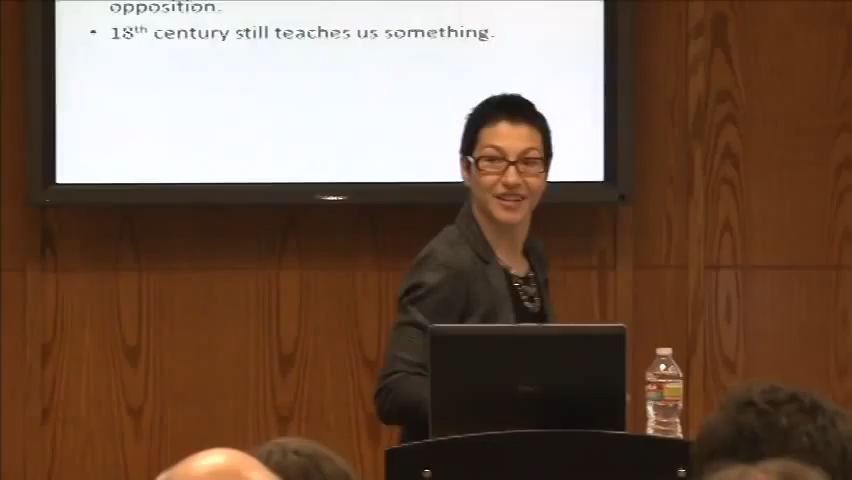 opposition.
• 18th century still teaches us something.